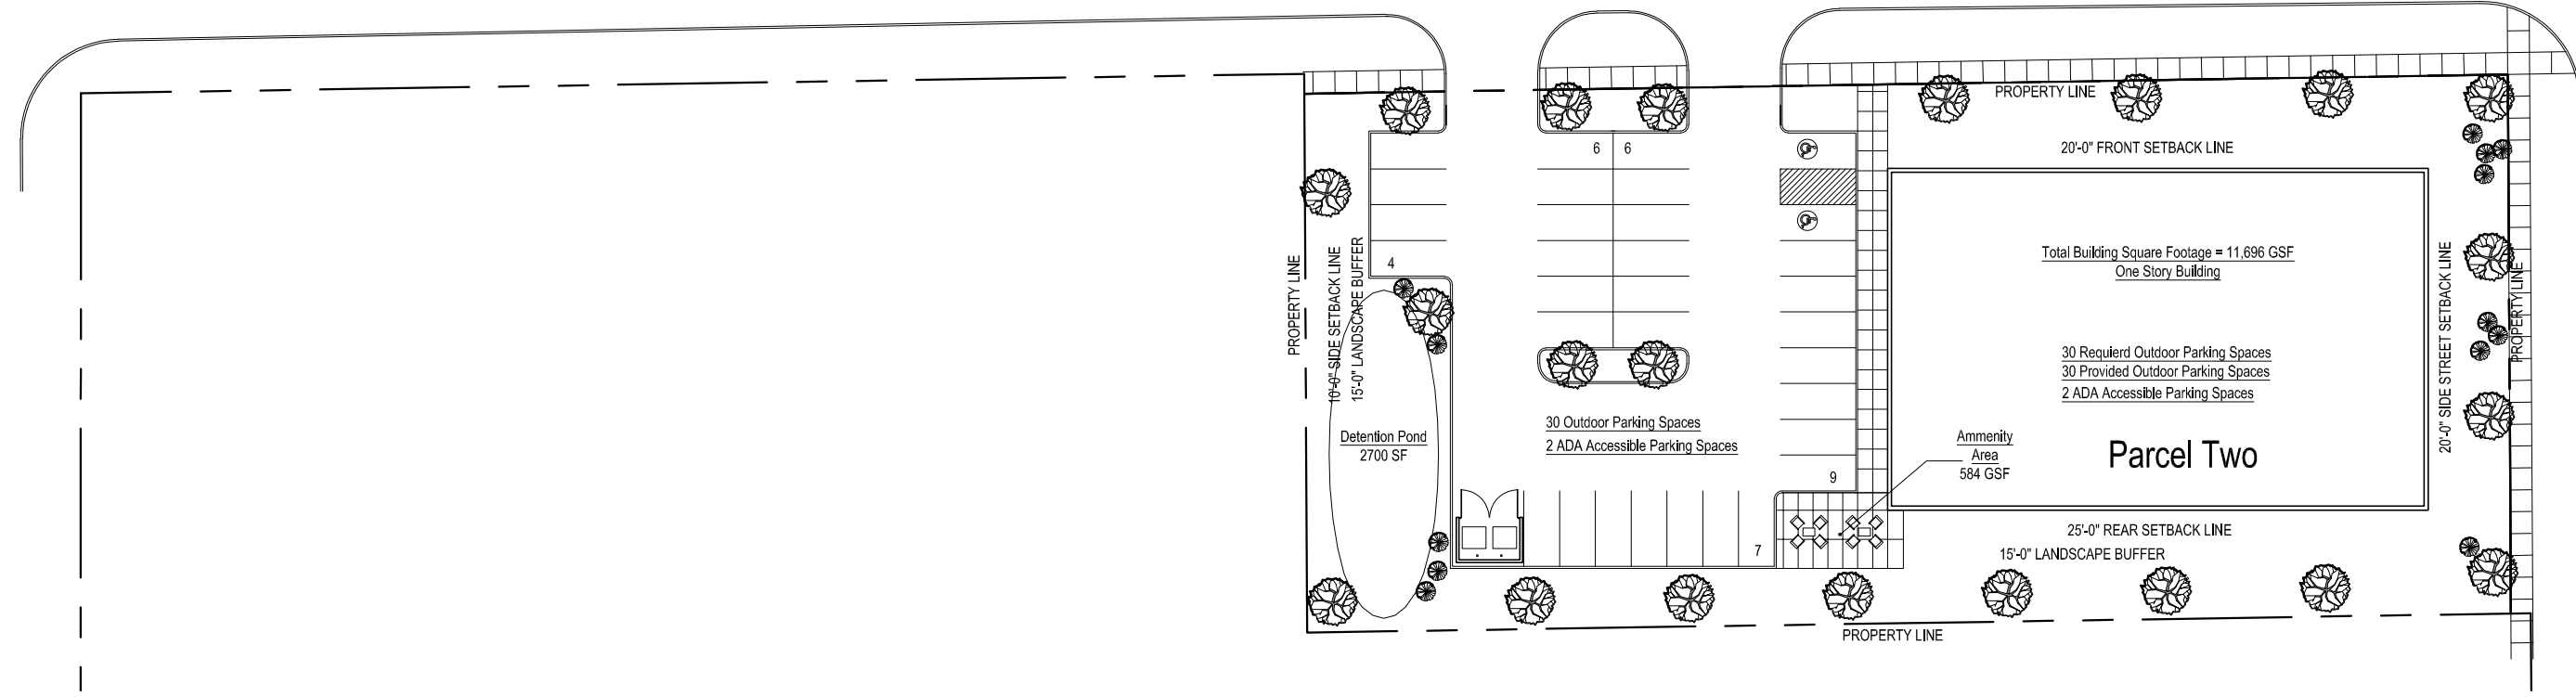 PROPERTY LINE
20'-0" FRONT SETBACK LINE
6 6
4
PROPERTY LINE
10'-0" SIDE SETBACK LINE
15'-0" LANDSCAPE BUFFER
Total Building Square Footage = 11,696 GSF
One Story Building
30 Requierd Outdoor Parking Spaces
30 Provided Outdoor Parking Spaces
2 ADA Accessible Parking Spaces
20'-0" SIDE STREET SETBACK LINE
PROPERTY LINE
Detention Pond
2700 SF
30 Outdoor Parking Spaces
2 ADA Accessible Parking Spaces
Ammenity
Area
584 GSF
Parcel Two
9
7
25'-0" REAR SETBACK LINE
15'-0" LANDSCAPE BUFFER
PROPERTY LINE